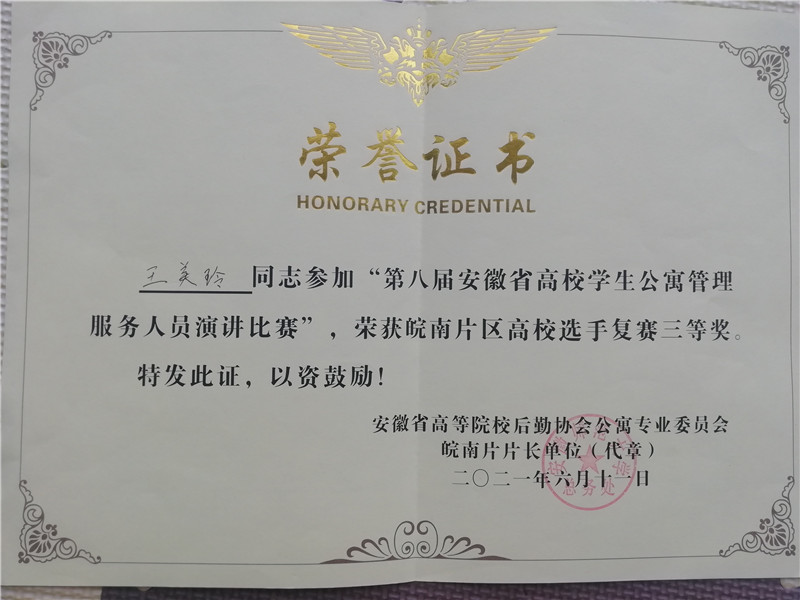 荣誉证书
HONORARY CREDENTIAL
王美玲 同志参加“第八届安徽省高校学生公寓管理
服务人员演讲比赛”，荣获皖南片区高校选手复赛三等奖。
特发此证，以资鼓励！
安徽省高等院校后勤协会公寓专业委员会
皖南片片长单位（代章）
二〇二一年六月十一日
总务处